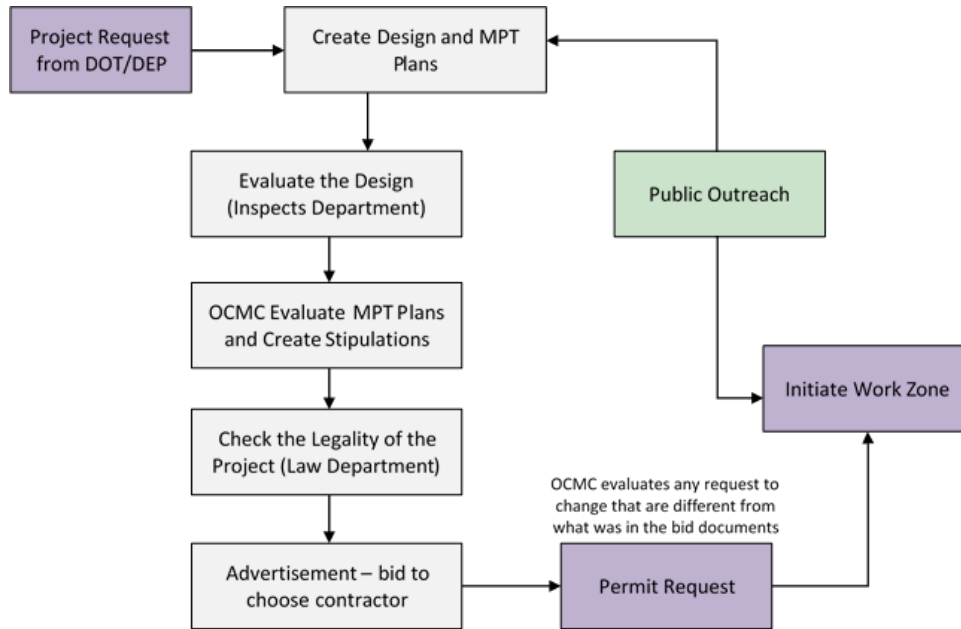 Project Request
from DOT/DEP
Create Design and MPT
Plans
Evaluate the Design
(Inspects Department)
Public Outreach
OCMC Evaluate MPT Plans
and Create Stipulations
Initiate Work Zone
Check the Legality of the
Project (Law Department)
OCMC evaluates any request to
change that are different from
what was in the bid documents
Advertisement – bid to
choose contractor
Permit Request